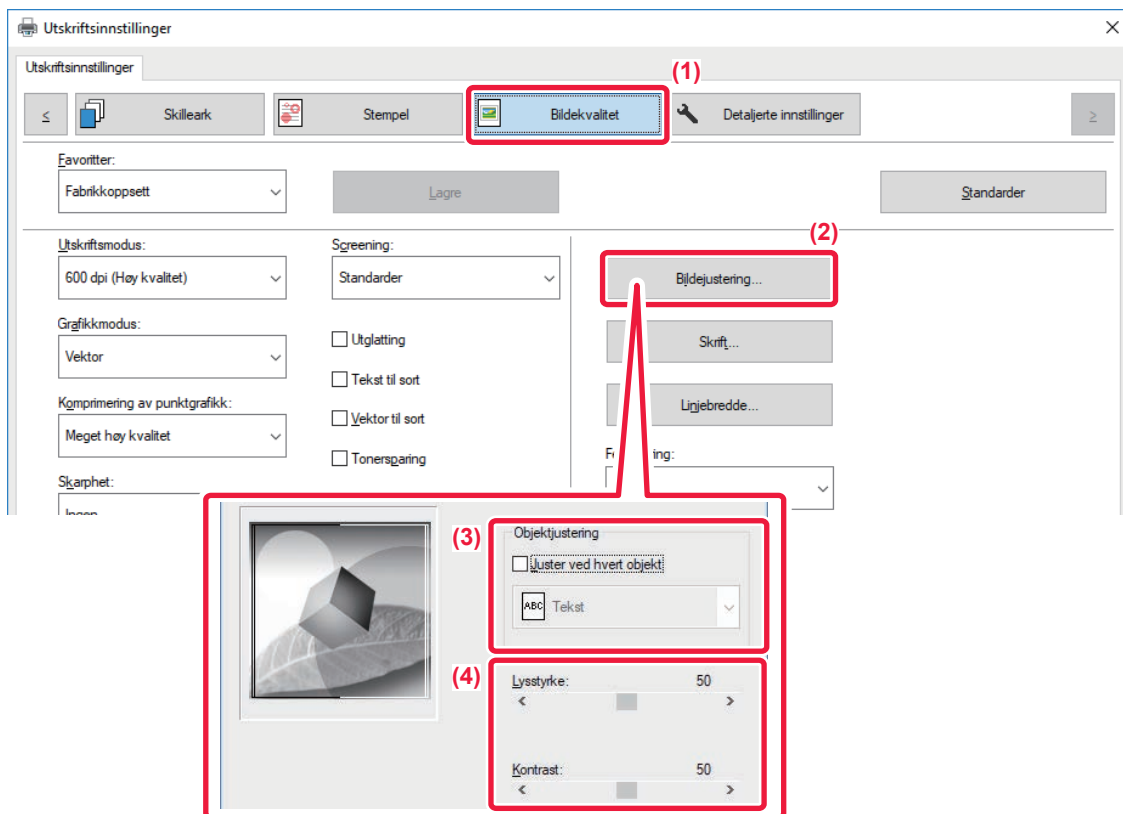 Utskriftsinnstillinger
Utskriftsinnstillinger
(1)
<
Skilleark
Stempel
Bildekvalitet
Detaljerte innstillinger
>
Favoritter:
Fabrikkoppsett
Lagre
Standarder
(2)
Utskriftsmodus:
600 dpi (Høy kvalitet)
Screening:
Standarder
Bildejustering...
Grafikkmodus:
Vektor
Utglatting
Skrift...
Tekst til sort
Komprimering av punktgrafikk:
Meget høy kvalitet
Vektor til sort
Linjebredde...
Tonersparing
Skarphet:
(3)
Objektjustering
Juster ved hvert objekt
ABC Tekst
(4)
Lysstyrke: 50
< >
Kontrast: 50
< >